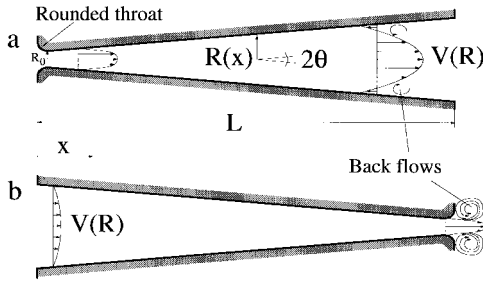 Rounded throat
a
R₀
R(x)
2θ
V(R)
L
x
Back flows
b
V(R)